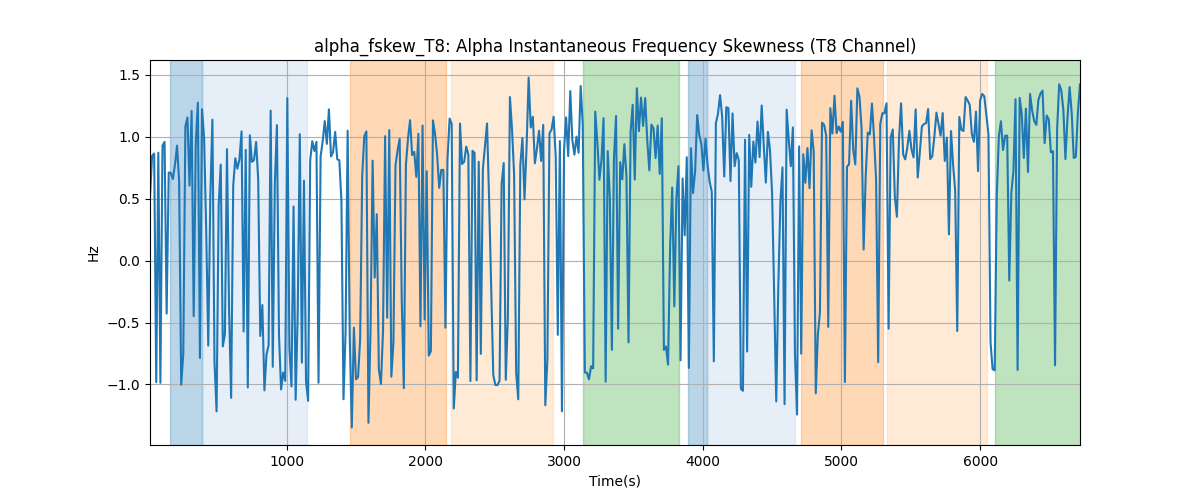 alpha_fskew_T8: Alpha Instantaneous Frequency Skewness (T8 Channel)
1.5
1.0
0.5
0.0
−0.5
−1.0
Hz
1000 2000 3000 4000 5000 6000
Time(s)